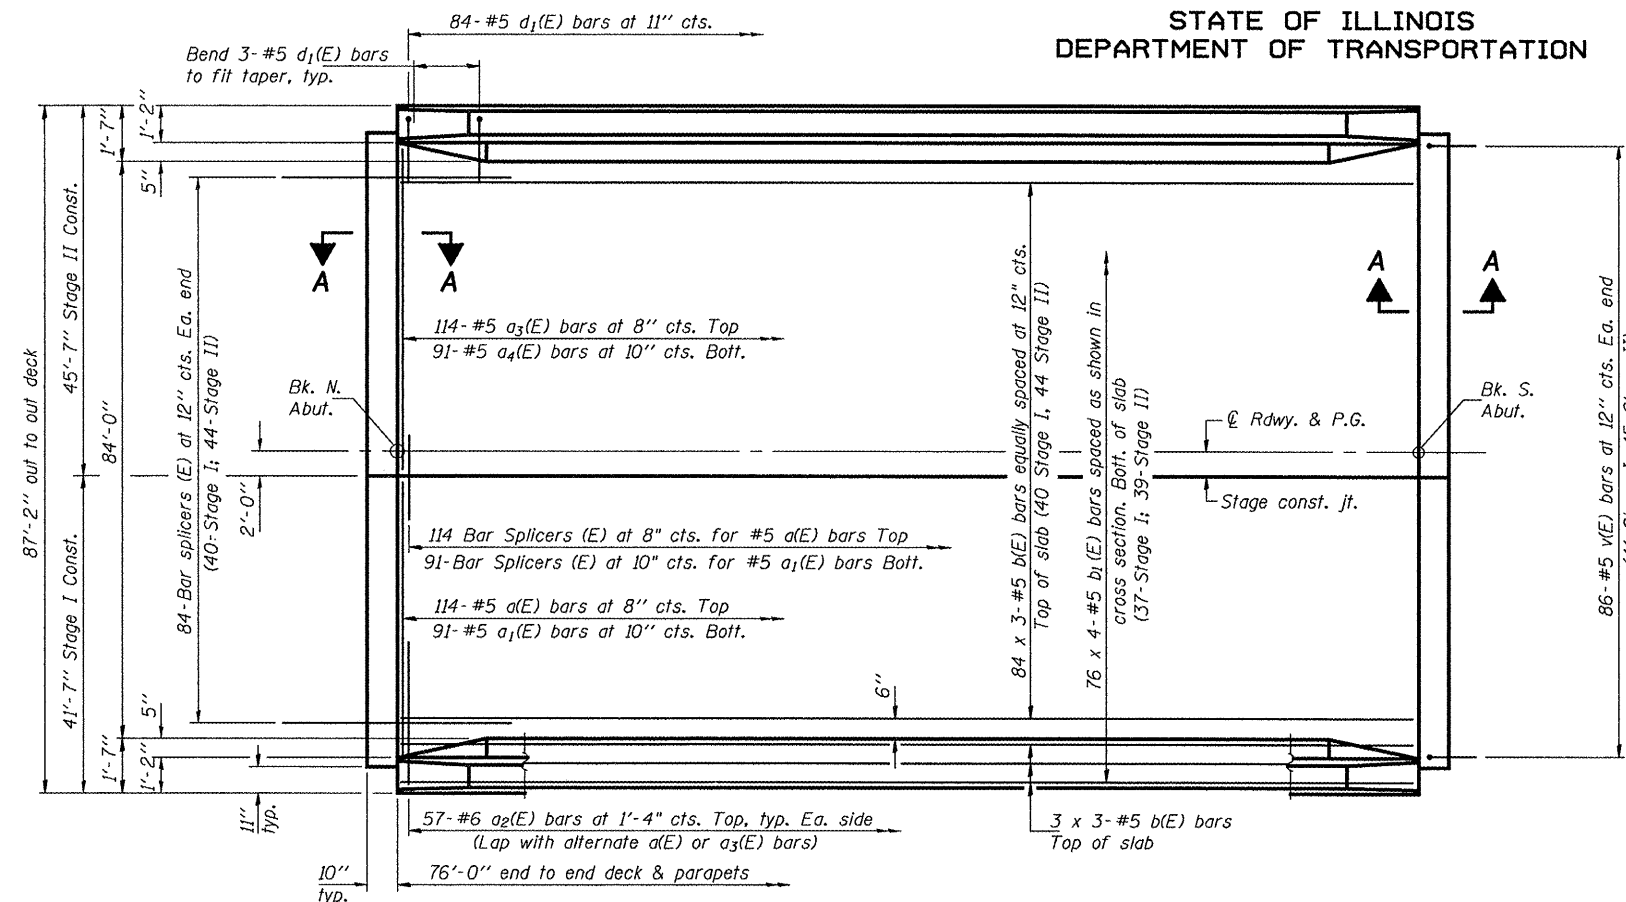 STATE OF ILLINOIS
DEPARTMENT OF TRANSPORTATION
84-#5 d1(E) bars at 11" cts.
Bend 3-#5 d1(E) bars
to fit taper, typ.
1'-2"
1'-7"
5"
87'-2" out to out deck
45'-7" Stage II Const.
41'-7" Stage I Const.
84'-0"
84-Bar splicers (E) at 12" cts. Ea. end
(40-Stage I; 44-Stage II)
2'-0"
A
A
A
A
114-#5 a3(E) bars at 8" cts. Top
91-#5 a4(E) bars at 10" cts. Bott.
Bk. N.
Abut.
84 x 3-#5 b(E) bars equally spaced at 12" cts.
Top of slab (40 Stage I, 44 Stage II)
76 x 4-#5 b1(E) bars spaced as shown in
cross section. Bott. of slab
(37-Stage I; 39-Stage II)
℄ Rdwy. & P.G.
Stage const. jt.
Bk. S.
Abut.
86-#5 v(E) bars at 12" cts. Ea. end
114 Bar Splicers (E) at 8" cts. for #5 a(E) bars Top
91-Bar Splicers (E) at 10" cts. for #5 a1(E) bars Bott.
114-#5 a(E) bars at 8" cts. Top
91-#5 a1(E) bars at 10" cts. Bott.
6"
5"
1'-7"
1'-2"
11"
typ.
57-#6 a2(E) bars at 1'-4" cts. Top, typ. Ea. side
(Lap with alternate a(E) or a3(E) bars)
3 x 3-#5 b(E) bars
Top of slab
10"
typ.
76'-0" end to end deck & parapets